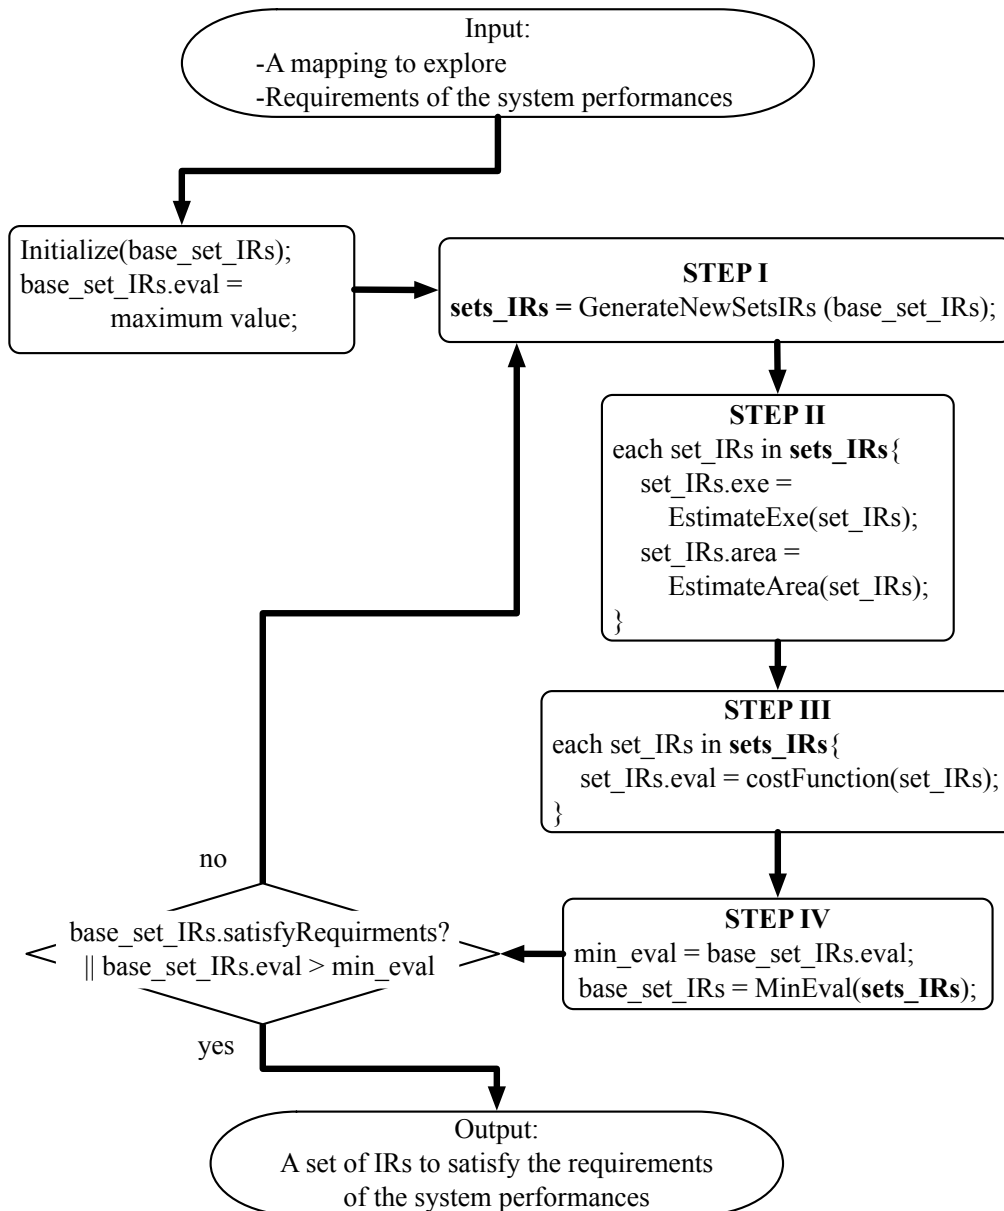 Input:
-A mapping to explore
-Requirements of the system performances
Initialize(base_set_IRs);
base_set_IRs.eval =
maximum value;
STEP I
sets_IRs = GenerateNewSetsIRs (base_set_IRs);
STEP II
each set_IRs in sets_IRs{
set_IRs.exe =
EstimateExe(set_IRs);
set_IRs.area =
EstimateArea(set_IRs);
}
STEP III
each set_IRs in sets_IRs{
set_IRs.eval = costFunction(set_IRs);
}
STEP IV
min_eval = base_set_IRs.eval;
base_set_IRs = MinEval(sets_IRs);
no
base_set_IRs.satisfyRequirments?
|| base_set_IRs.eval > min_eval
yes
Output:
A set of IRs to satisfy the requirements
of the system performances